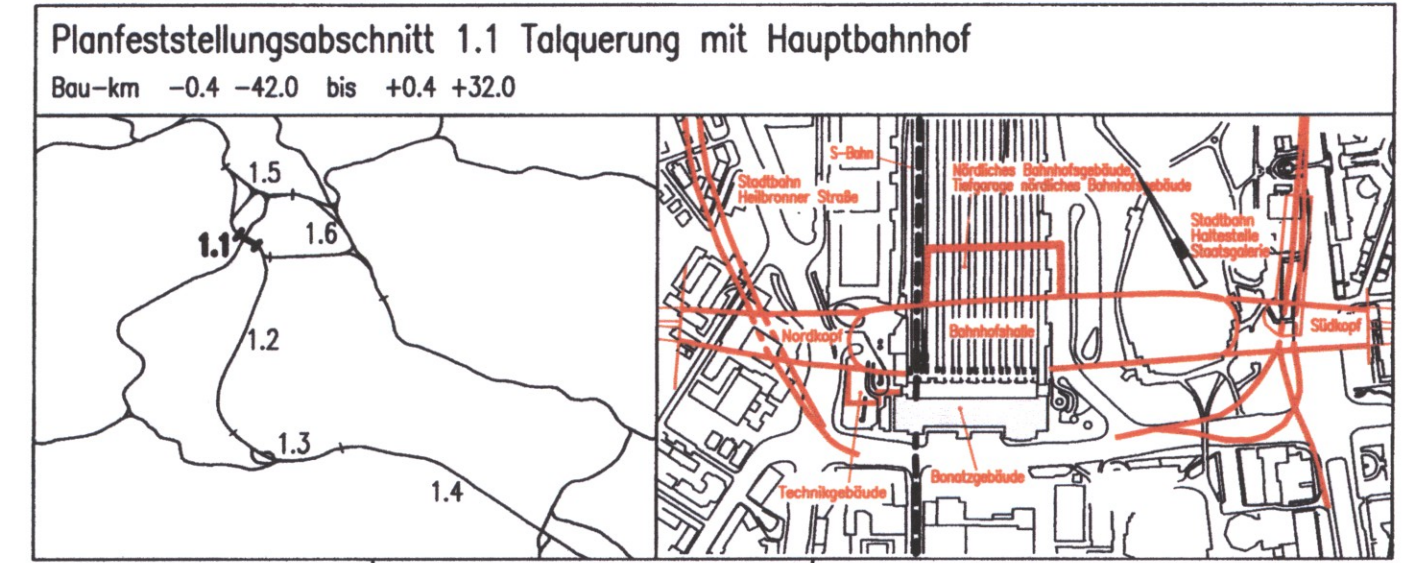 Planfeststellungsabschnitt 1.1 Talquerung mit Hauptbahnhof
Bau-km -0.4 -42.0 bis +0.4 +32.0
1.5
1.6
1.1
1.2
1.3
1.4
S-Bahn
Stadtbahn
Heilbronner Straße
Nördliches Bahnhofsgebäude,
Tiefgarage nördliches Bahnhofsgebäude
Stadtbahn
Haltestelle
Staatsgalerie
Nordkopf
Bahnhofshalle
Südkopf
Technikgebäude
Bonatzgebäude